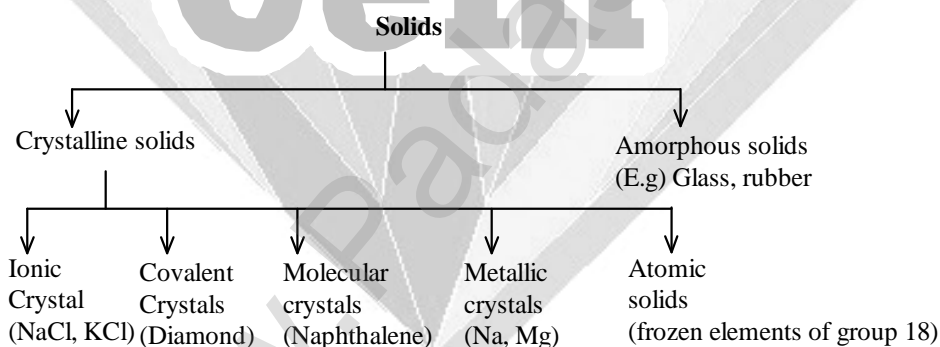 Solids
Crystalline solids
Amorphous solids
(E.g) Glass, rubber
Ionic
Crystal
(NaCl, KCl)
Covalent
Crystals
(Diamond)
Molecular
crystals
(Naphthalene)
Metallic
crystals
(Na, Mg)
Atomic
solids
(frozen elements of group 18)